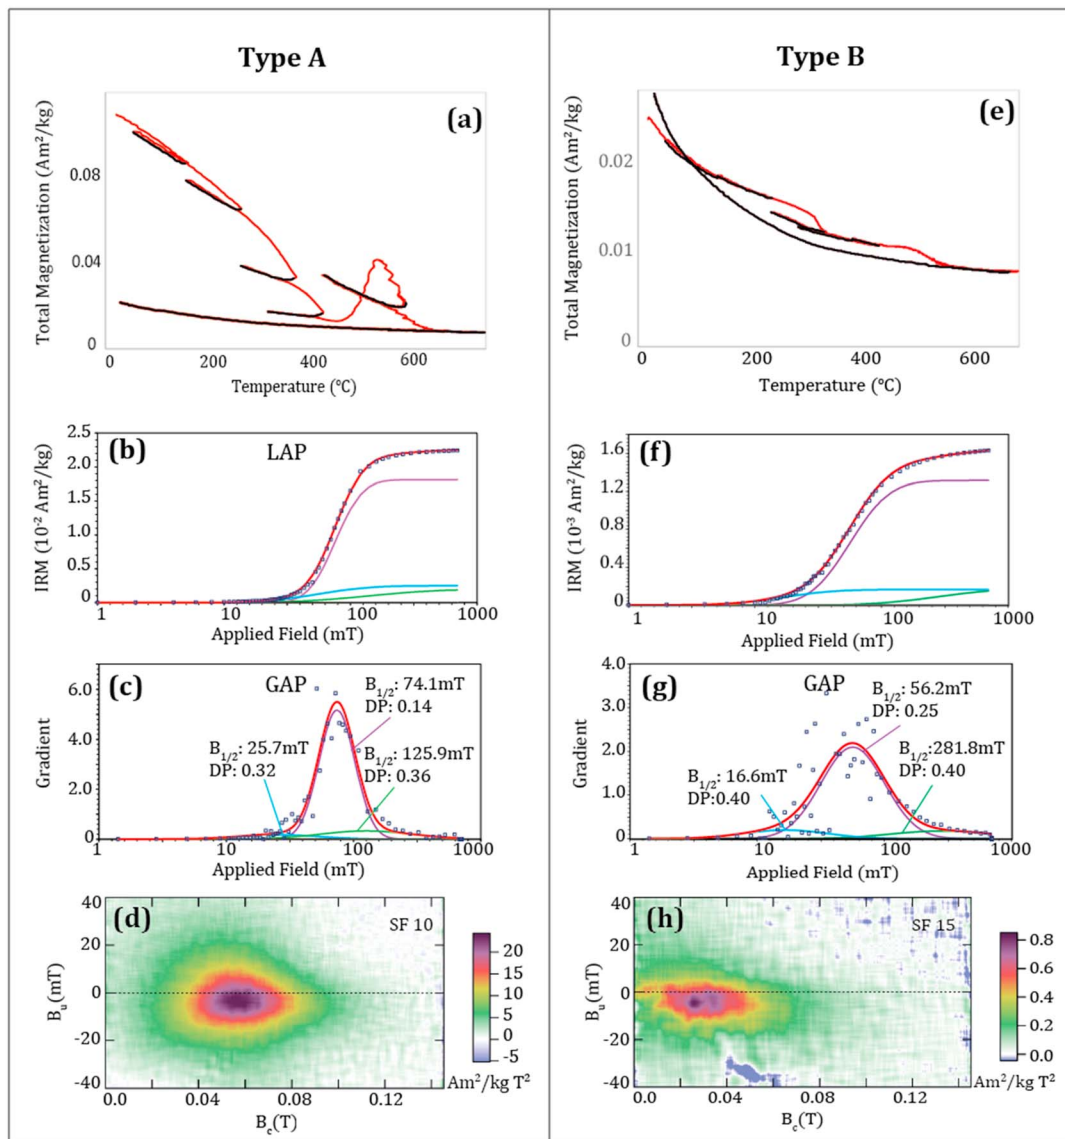 Type A
(a)
Total Magnetization (Am²/kg)
0.08
0.04
0
0
200
400
600
Temperature (°C)
(b)
LAP
IRM (10⁻² Am²/kg)
2.5
2.0
1.5
1.0
0.5
0
1
10
100
1000
Applied Field (mT)
(c)
GAP
Gradient
6.0
4.0
2.0
0
B₁/₂: 74.1mT
DP: 0.14
B₁/₂: 25.7mT
DP: 0.32
B₁/₂: 125.9mT
DP: 0.36
1
10
100
1000
Applied Field (mT)
(d)
SF 10
Bᵤ(mT)
40
20
0
-20
-40
0.0
0.04
0.08
0.12
B꜀(T)
20
15
10
5
0
-5
Am²/kg T²
Type B
(e)
Total Magnetization (Am²/kg)
0.02
0.01
0
0
200
400
600
Temperature (°C)
(f)
IRM (10⁻³ Am²/kg)
1.6
1.2
0.8
0.4
0
1
10
100
1000
Applied Field (mT)
(g)
GAP
Gradient
4.0
3.0
2.0
1.0
0
B₁/₂: 56.2mT
DP: 0.25
B₁/₂: 16.6mT
DP:0.40
B₁/₂: 281.8mT
DP: 0.40
1
10
100
1000
Applied Field (mT)
(h)
SF 15
Bᵤ(mT)
40
20
0
-20
-40
0.0
0.04
0.08
0.12
B꜀(T)
0.8
0.6
0.4
0.2
0.0
Am²/kg T²